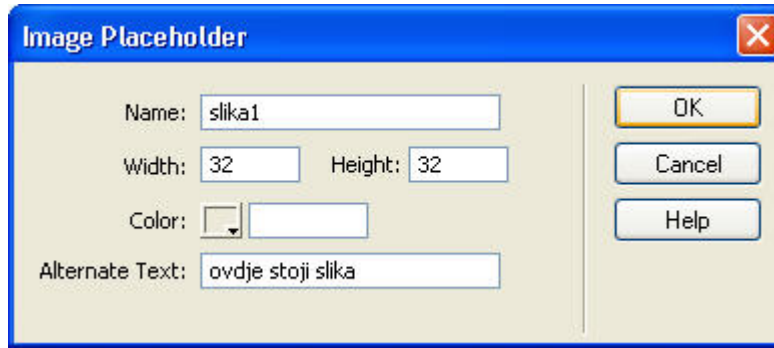 Image Placeholder
Name: slika1
OK
Width: 32 Height: 32
Cancel
Color:
Help
Alternate Text: ovdje stoji slika